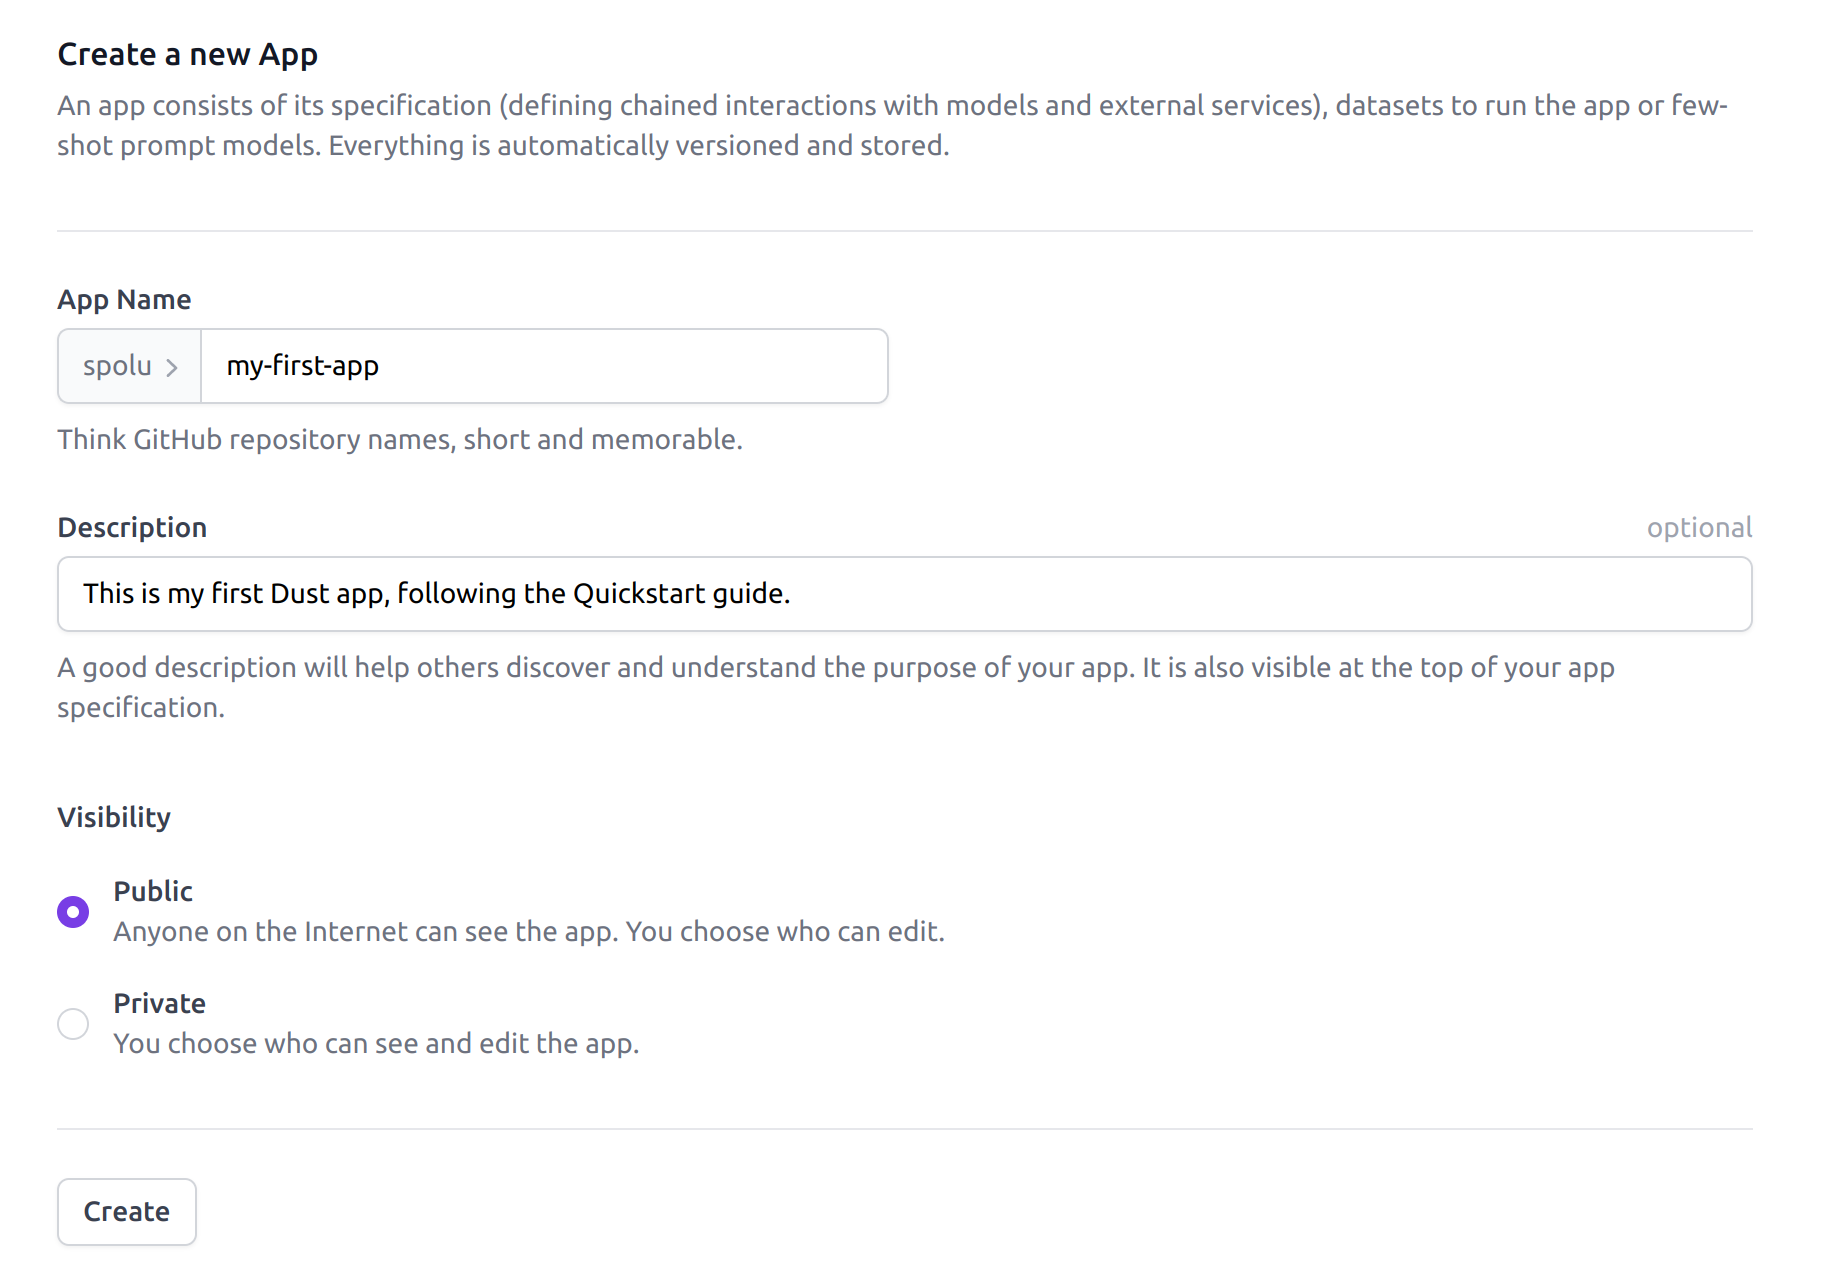 Create a new App
An app consists of its specification (defining chained interactions with models and external services), datasets to run the app or few-
shot prompt models. Everything is automatically versioned and stored.
App Name
spolu > my-first-app
Think GitHub repository names, short and memorable.
Description optional
This is my first Dust app, following the Quickstart guide.
A good description will help others discover and understand the purpose of your app. It is also visible at the top of your app
specification.
Visibility
Public
Anyone on the Internet can see the app. You choose who can edit.
Private
You choose who can see and edit the app.
Create